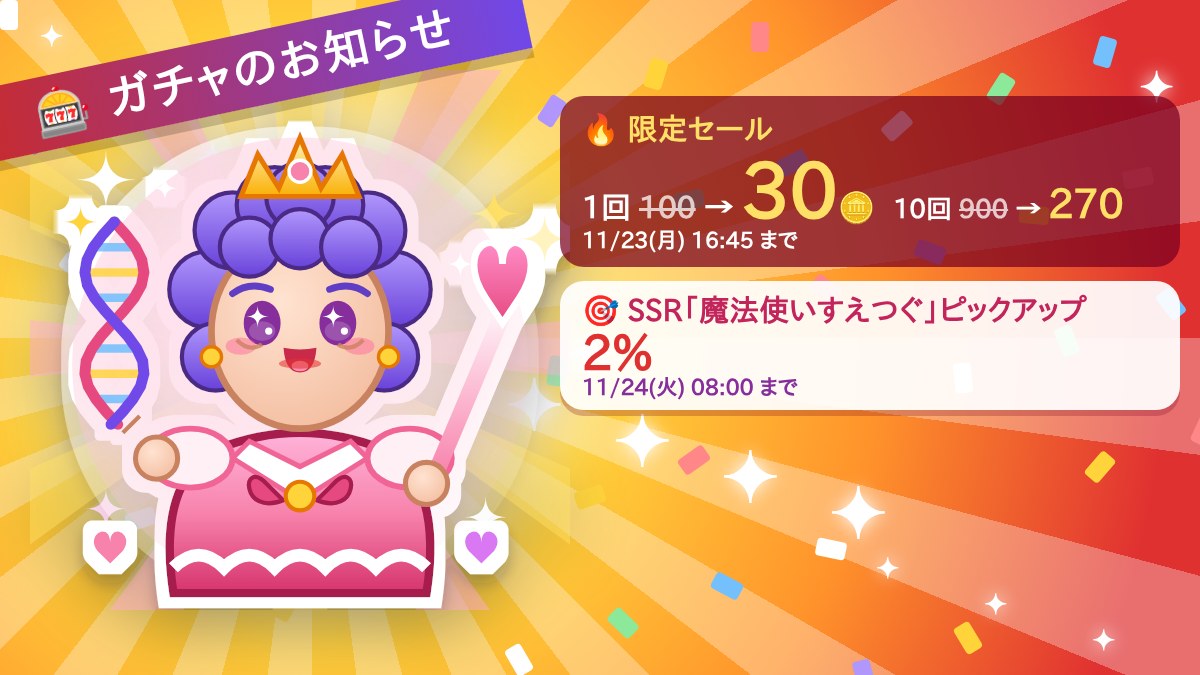 777 ガチャのお知らせ
🔥 限定セール
1回 100 → 30 10回 900 → 270
11/23(月) 16:45 まで
🎯 SSR「魔法使いすえつぐ」ピックアップ
2%
11/24(火) 08:00 まで